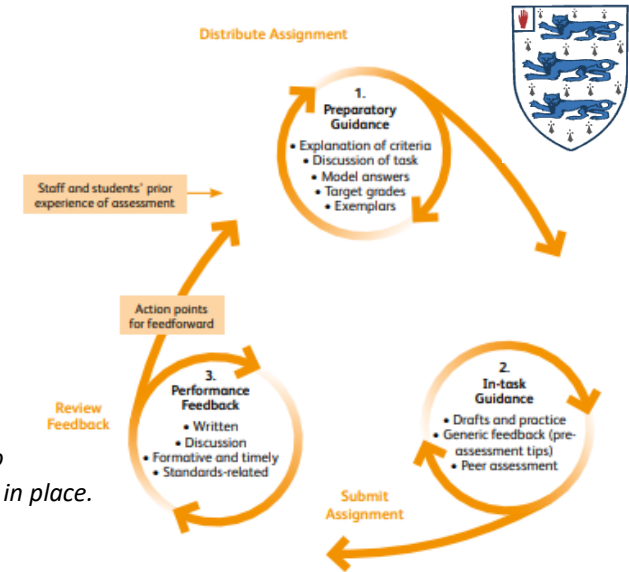 Distribute Assignment
1.
Preparatory
Guidance
• Explanation of criteria
• Discussion of task
• Model answers
• Target grades
• Exemplars
Staff and students' prior
experience of assessment
Action points
for feedforward
2.
In-task
Guidance
• Drafts and practice
• Generic feedback (pre-
assessment tips)
• Peer assessment
3.
Performance
Feedback
• Written
• Discussion
• Formative and timely
• Standards-related
Review
Feedback
in place.
Submit
Assignment